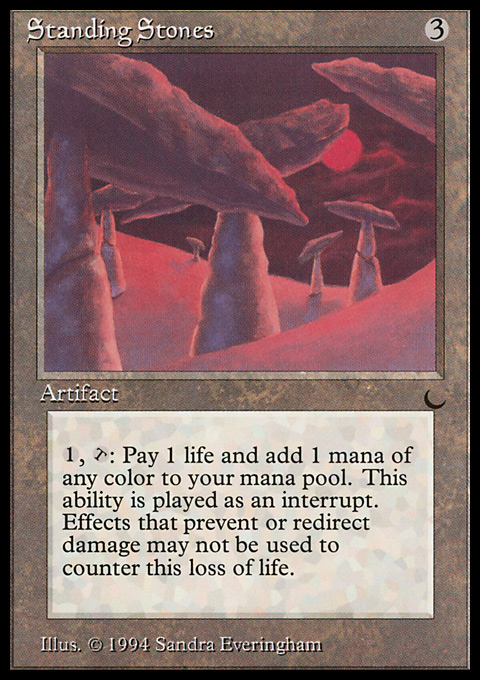 Standing Stones 3
Artifact
1, T: Pay 1 life and add 1 mana of
any color to your mana pool. This
ability is played as an interrupt.
Effects that prevent or redirect
damage may not be used to
counter this loss of life.
Illus. © 1994 Sandra Everingham